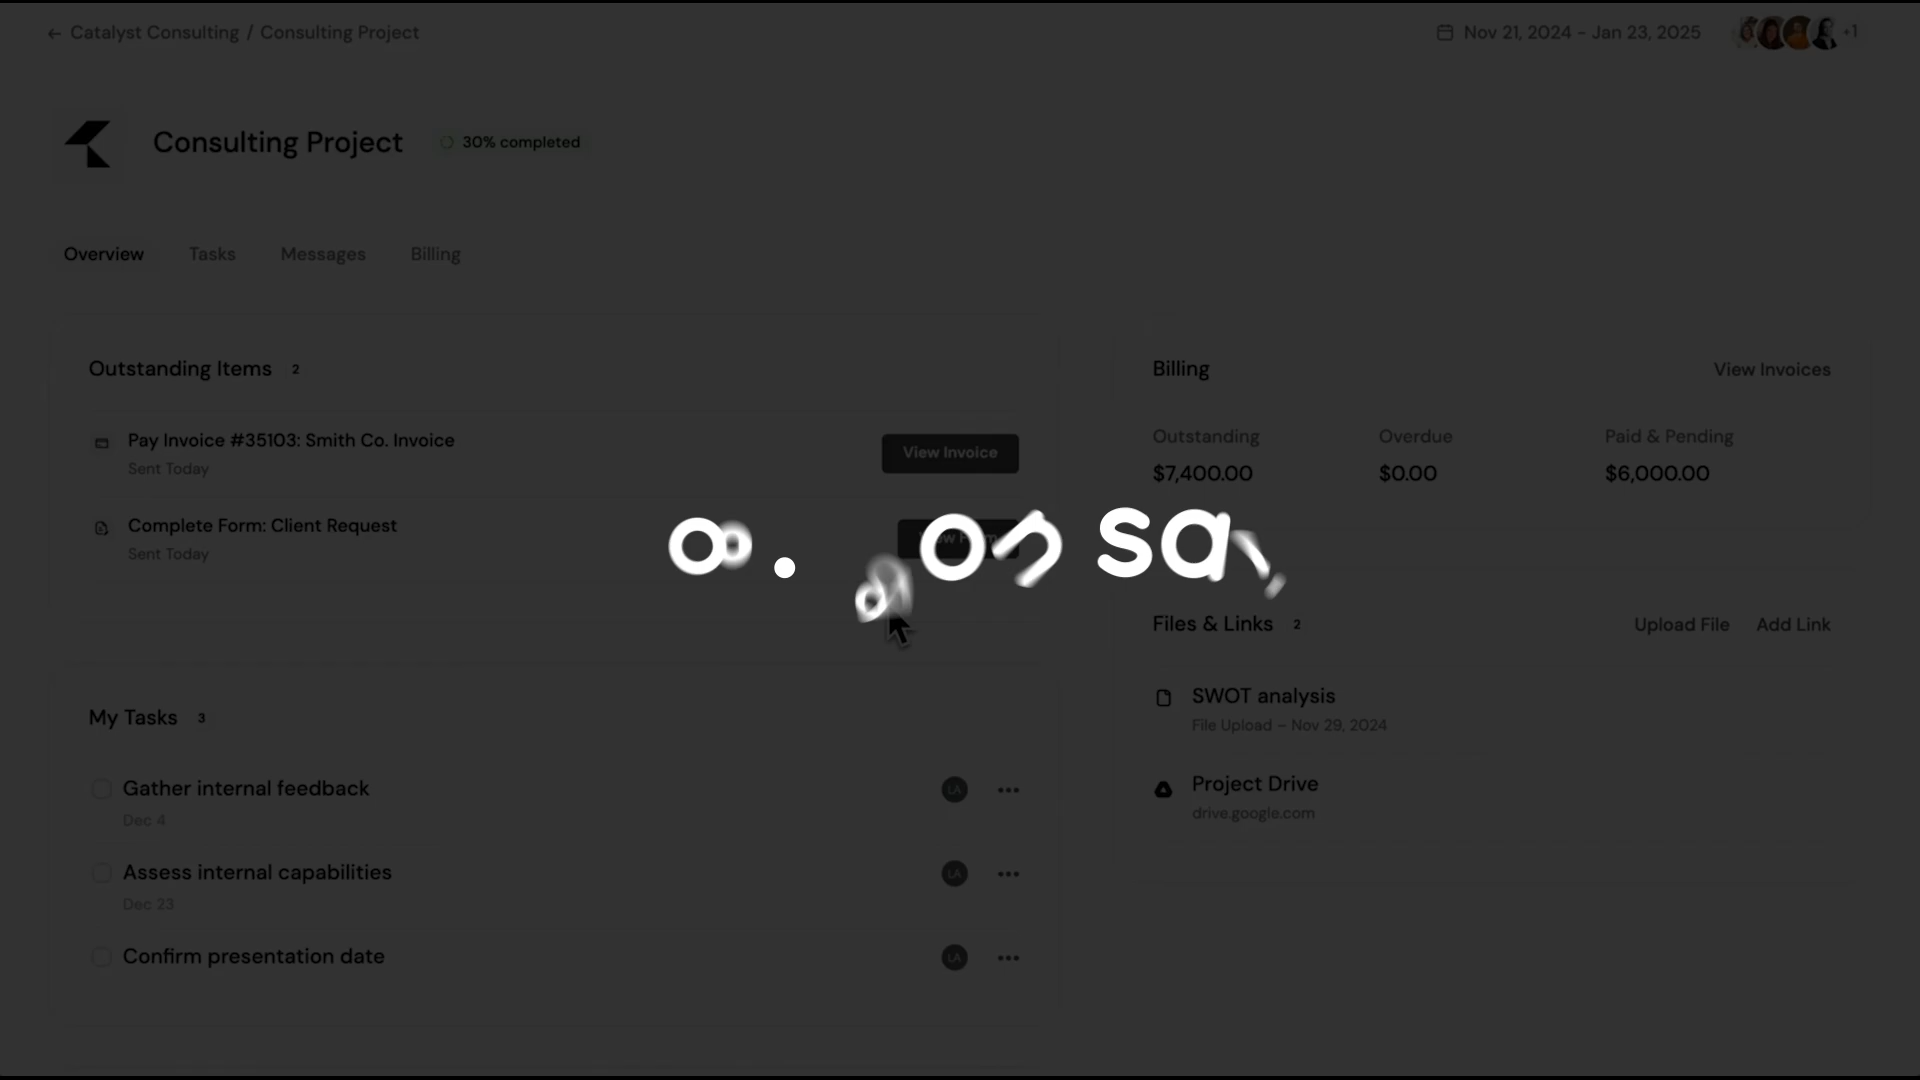 Catalyst Consulting / Consulting Project
Nov 21, 2024 - Jan 23, 2025
+1
Consulting Project
30% completed
Overview
Tasks
Messages
Billing
Outstanding Items 2
Pay Invoice #35103: Smith Co. Invoice
Sent Today
View Invoice
Complete Form: Client Request
Sent Today
Billing
View Invoices
Outstanding
$7,400.00
Overdue
$0.00
Paid & Pending
$6,000.00
My Tasks 3
Gather internal feedback
Dec 4
LA
Assess internal capabilities
Dec 23
LA
Confirm presentation date
LA
Files & Links 2
Upload File
Add Link
SWOT analysis
File Upload – Nov 29, 2024
Project Drive
drive.google.com